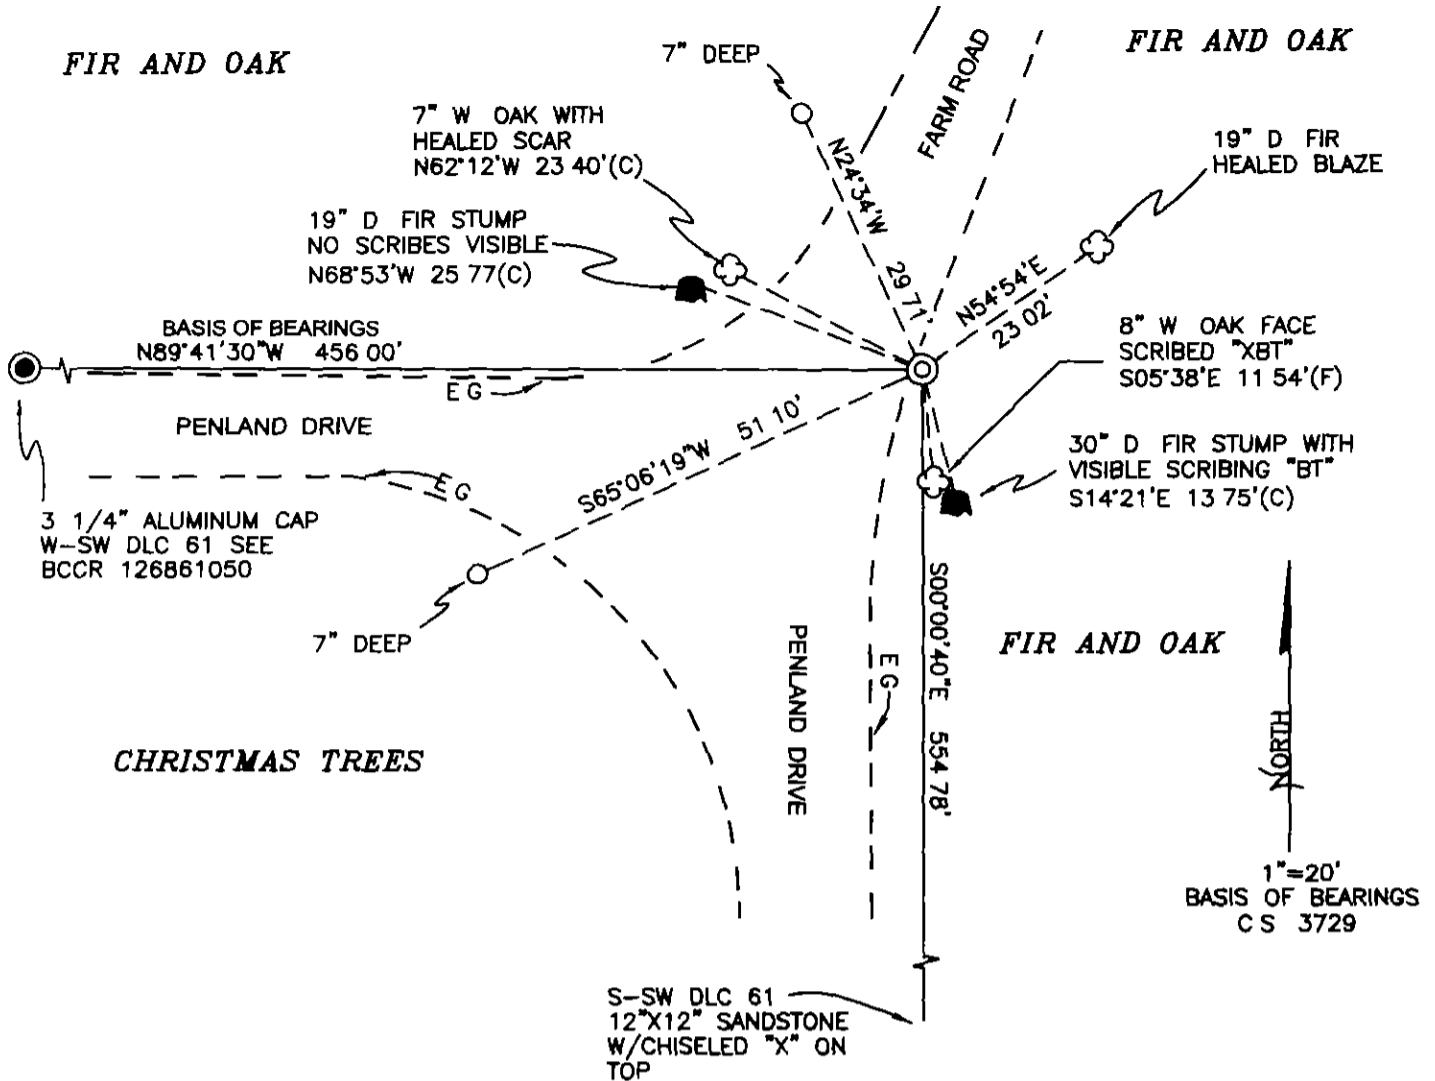 FIR AND OAK
7" DEEP
FARM ROAD
FIR AND OAK
7" W OAK WITH
HEALED SCAR
N62°12'W 23 40'(C)
N24°34'W 29 71'
19" D FIR
HEALED BLAZE
19" D FIR STUMP
NO SCRIBES VISIBLE
N68°53'W 25 77(C)
N54°54'E
23 02'
BASIS OF BEARINGS
N89°41'30"W 456 00'
8" W OAK FACE
SCRIBED "XBT"
S05°38'E 11 54'(F)
EG
PENLAND DRIVE
S65°06'19"W 51 10'
30" D FIR STUMP WITH
VISIBLE SCRIBING "BT"
S14°21'E 13 75'(C)
EG
3 1/4" ALUMINUM CAP
W-SW DLC 61 SEE
BCCR 126861050
7" DEEP
PENLAND DRIVE
EG
S00°00'40"E 554 78'
FIR AND OAK
CHRISTMAS TREES
NORTH
1"=20'
BASIS OF BEARINGS
C S 3729
S-SW DLC 61
12"X12" SANDSTONE
W/CHISELED "X" ON
TOP